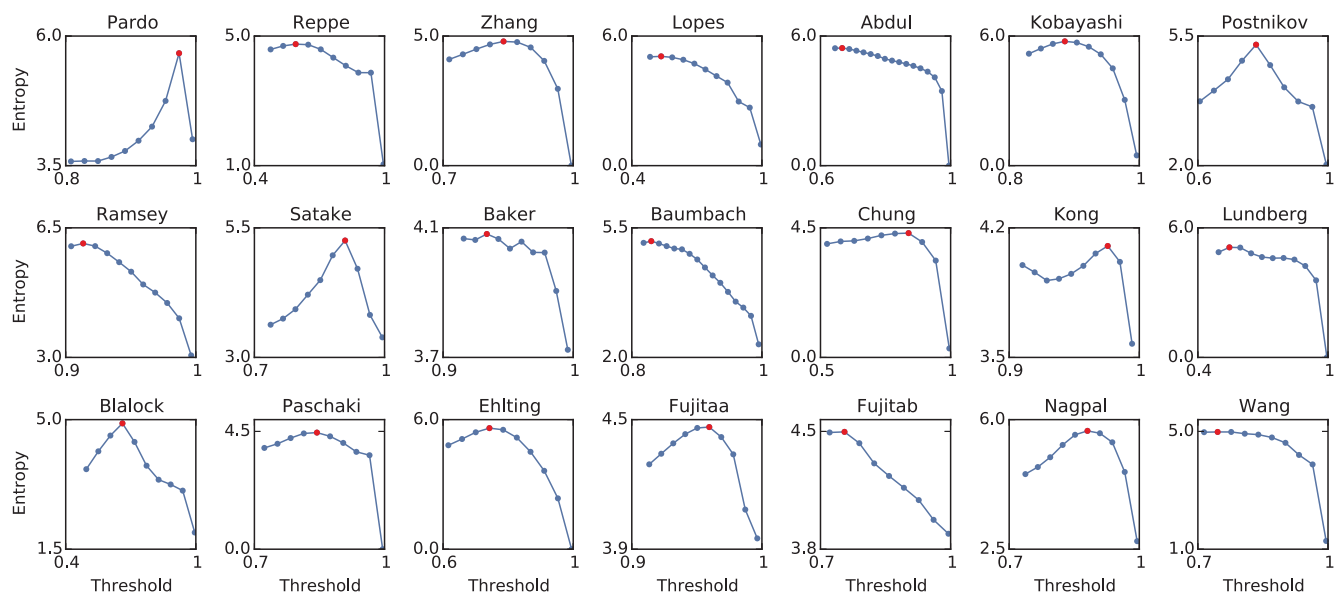 Pardo Reppe Zhang Lopes Abdul Kobayashi Postnikov
6.0 5.0 5.0 6.0 6.0 6.0 5.5
Entropy
3.5 1.0 0.0 0.0 0.0 0.0 2.0
0.8 1 0.4 1 0.7 1 0.4 1 0.6 1 0.8 1 0.6 1
Ramsey Satake Baker Baumbach Chung Kong Lundberg
6.5 5.5 4.1 5.5 4.5 4.2 6.0
Entropy
3.0 3.0 3.7 2.0 0.0 3.5 0.0
0.9 1 0.7 1 0.9 1 0.8 1 0.5 1 0.9 1 0.4 1
Blalock Paschaki Ehlting Fujitaa Fujitab Nagpal Wang
5.0 4.5 6.0 4.5 4.5 6.0 5.0
Entropy
1.5 0.0 0.0 3.9 3.8 2.5 1.0
0.4 1 0.7 1 0.6 1 0.9 1 0.7 1 0.7 1 0.7 1
Threshold Threshold Threshold Threshold Threshold Threshold Threshold